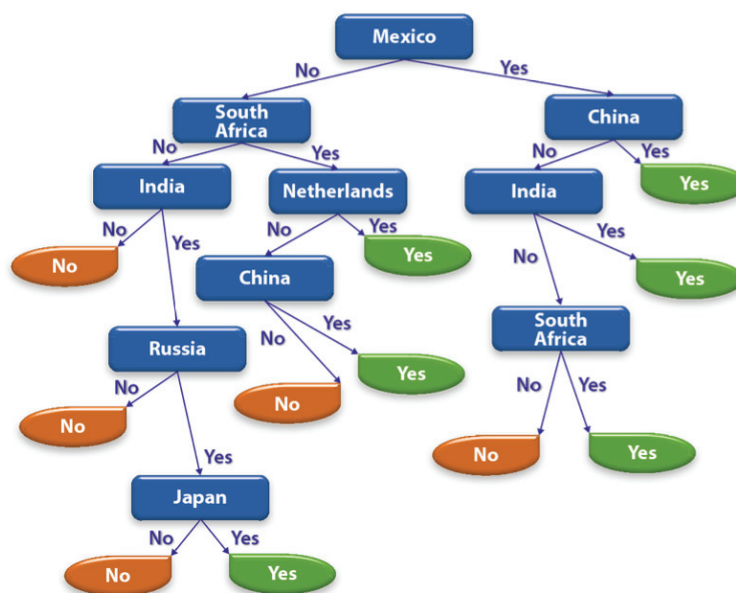 Mexico
No
Yes
South
Africa
China
No
Yes
No
Yes
India
Netherlands
India
Yes
No
Yes
No
Yes
No
Yes
No
China
Yes
Yes
No
Yes
South
Africa
Russia
No
Yes
No
Yes
No
Yes
No
No
Yes
No
Yes
Japan
No
Yes
No
Yes